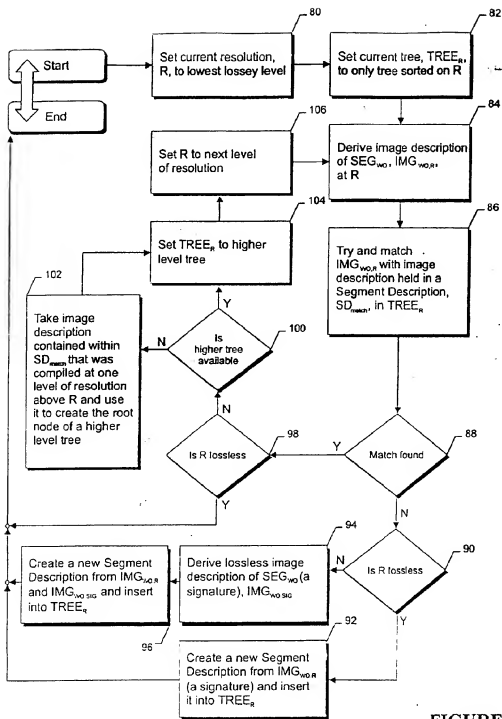 80
82
Start
Set current resolution,
R, to lowest lossey level
Set current tree, TREE_R,
to only tree sorted on R
End
106
84
Set R to next level
of resolution
Derive image description
of SEG_WO, IMG_WO,R,
at R
104
86
Set TREE_R to higher
level tree
Try and match
IMG_WO,R with image
description held in a
Segment Description,
SD_match, in TREE_R
102
Take image
description
contained within
SD_match that was
compiled at one
level of resolution
above R and use
it to create the root
node of a higher
level tree
Y
100
N
Is
higher tree
available
N
98
Is R lossless
Y
Y
88
Match found
N
94
90
Create a new Segment
Description from IMG_WO,R
and IMG_WO SIG and insert
into TREE_R
Derive lossless image
description of SEG_WO (a
signature), IMG_WO SIG
N
Is R lossless
Y
96
92
Create a new Segment
Description from IMG_WO,R
(a signature) and insert
it into TREE_R